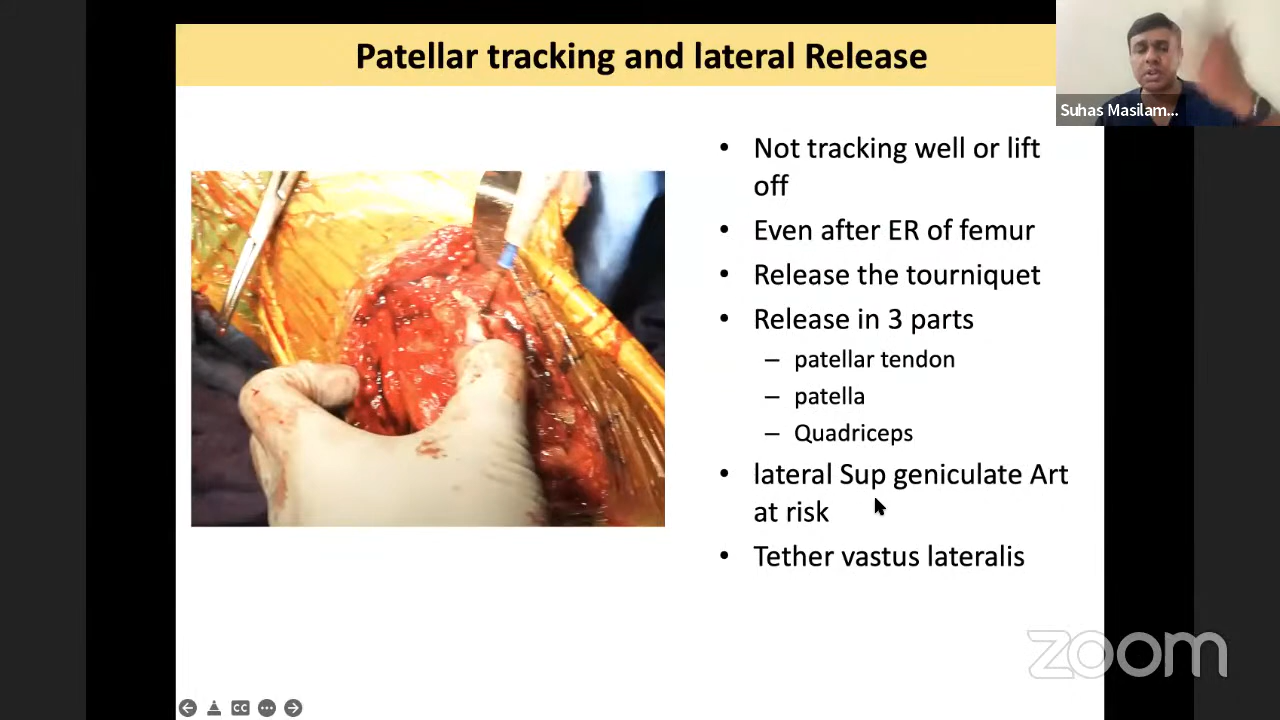 Patellar tracking and lateral Release
Suhas Masilam...
• Not tracking well or lift
off
• Even after ER of femur
• Release the tourniquet
• Release in 3 parts
– patellar tendon
– patella
– Quadriceps
• lateral Sup geniculate Art
at risk
• Tether vastus lateralis
zoom
CC